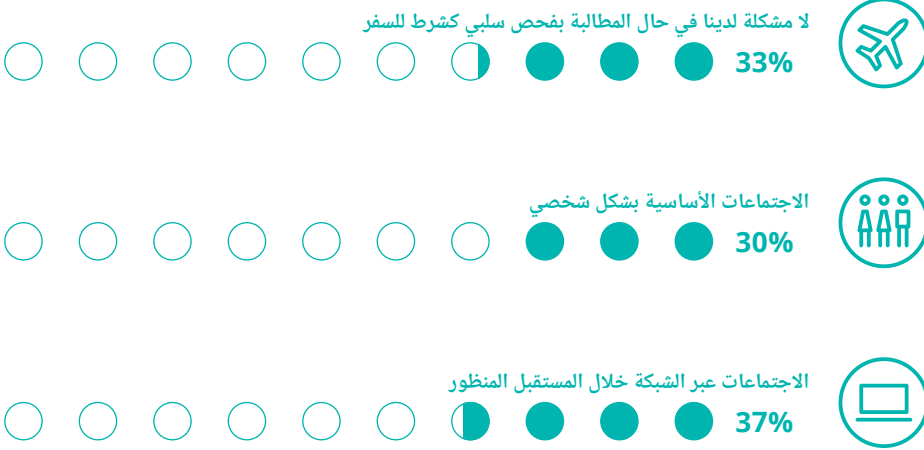 لا مشكلة لدينا في حال المطالبة بفحص سلبي كشرط للسفر
33%
الاجتماعات الأساسية بشكل شخصي
30%
الاجتماعات عبر الشبكة خلال المستقبل المنظور
37%